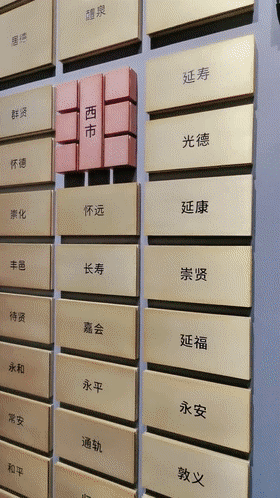 居德
醴泉
延寿
群贤
西市
光德
怀德
延康
崇化
怀远
崇贤
丰邑
长寿
延福
待贤
嘉会
永安
永和
永平
敦义
常安
通轨
和平